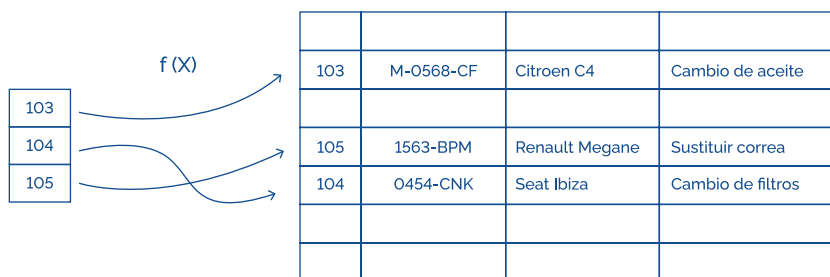 f (X)
103
104
105
103 M-0568-CF Citroen C4 Cambio de aceite
105 1563-BPM Renault Megane Sustituir correa
104 0454-CNK Seat Ibiza Cambio de filtros